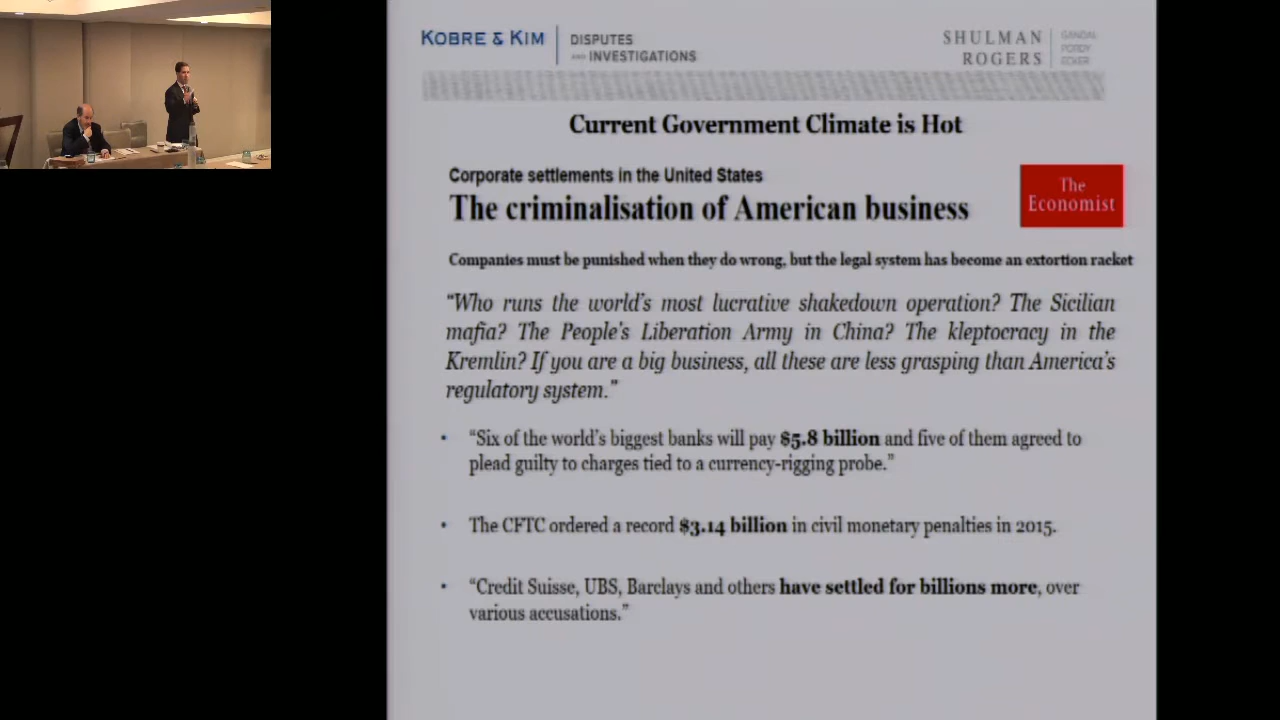 KOBRE & KIM
DISPUTES
AND INVESTIGATIONS
SHULMAN
ROGERS
GANDAL
PORDY
ECKER
Current Government Climate is Hot
Corporate settlements in the United States
The criminalisation of American business
The
Economist
Companies must be punished when they do wrong, but the legal system has become an extortion racket
“Who runs the world’s most lucrative shakedown operation? The Sicilian
mafia? The People’s Liberation Army in China? The kleptocracy in the
Kremlin? If you are a big business, all these are less grasping than America’s
regulatory system.”
• “Six of the world’s biggest banks will pay $5.8 billion and five of them agreed to
plead guilty to charges tied to a currency-rigging probe.”
• The CFTC ordered a record $3.14 billion in civil monetary penalties in 2015.
• “Credit Suisse, UBS, Barclays and others have settled for billions more, over
various accusations.”